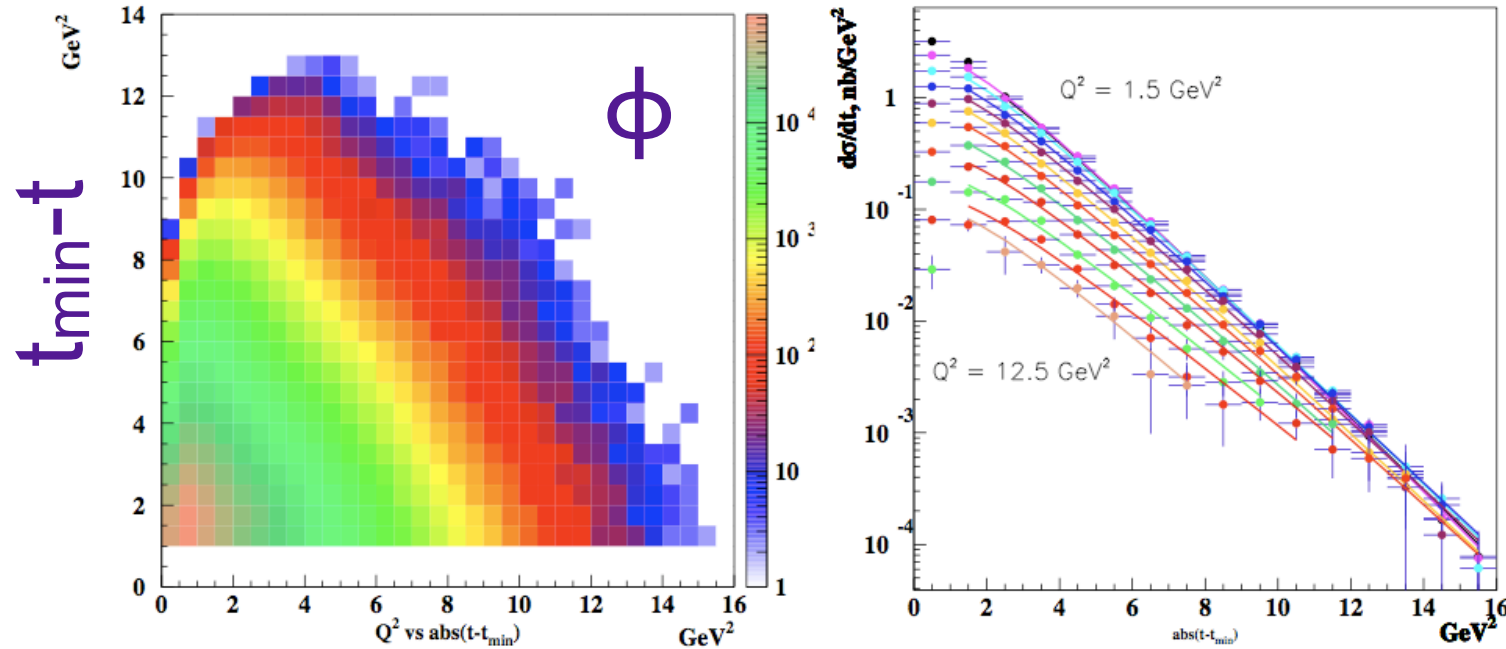 GeV²
14
12
10
8
6
4
2
0
0 2 4 6 8 10 12 14 16
Q² vs abs(t-t_min)
GeV²
t_min-t
ϕ
10⁴
10³
10²
10
1
dσ/dt, nb/GeV²
1
10⁻¹
10⁻²
10⁻³
10⁻⁴
Q² = 1.5 GeV²
Q² = 12.5 GeV²
0 2 4 6 8 10 12 14 16
abs(t-t_min)
GeV²